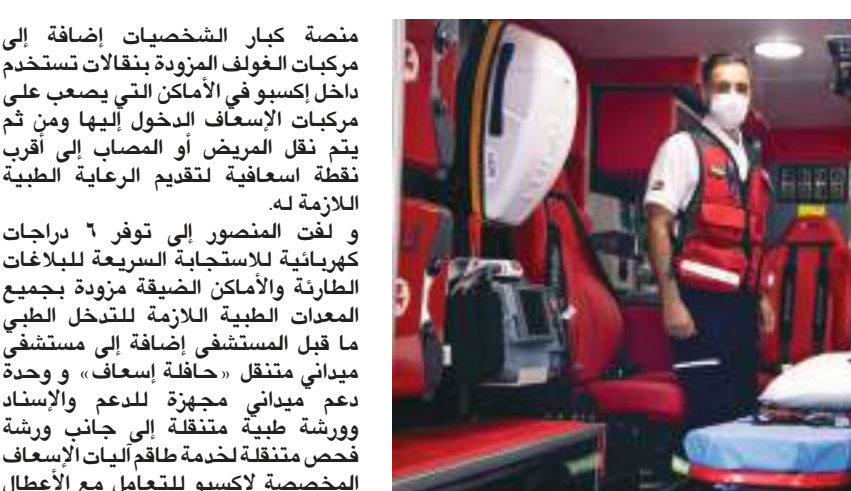 منصة كبار الشخصيات إضافة إلى
مركبات الغولف المزودة بنقالات تستخدم
داخل إكسبو في الأماكن التي يصعب على
مركبات الإسعاف الدخول إليها ومن ثم
يتم نقل المريض أو المصاب إلى أقرب
نقطة اسعافية لتقديم الرعاية الطبية
اللازمة له.
و لفت المنصور إلى توفر ٦ دراجات
كهربائية للاستجابة السريعة للبلاغات
الطارئة والأماكن الضيقة مزودة بجميع
المعدات الطبية اللازمة للتدخل الطبي
ما قبل المستشفى إضافة إلى مستشفى
ميداني متنقل «حافلة إسعاف» و وحدة
دعم ميداني مجهزة للدعم والإسناد
وورشة طبية متنقلة إلى جانب ورشة
فحص متنقلة لخدمة طاقم آليات الإسعاف
المخصصة لإكسبو للتعامل مع الأعطال